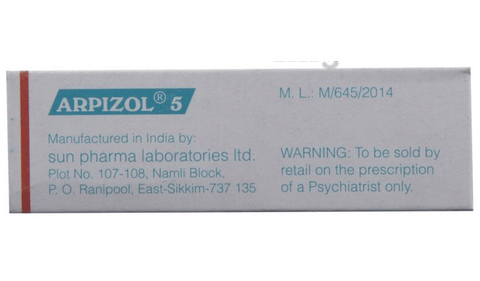 ARPIZOL® 5
Manufactured in India by:
sun pharma laboratories ltd.
Plot No. 107-108, Namli Block,
P. O. Ranipool, East-Sikkim-737 135
M. L.: M/645/2014
WARNING: To be sold by
retail on the prescription
of a Psychiatrist only.